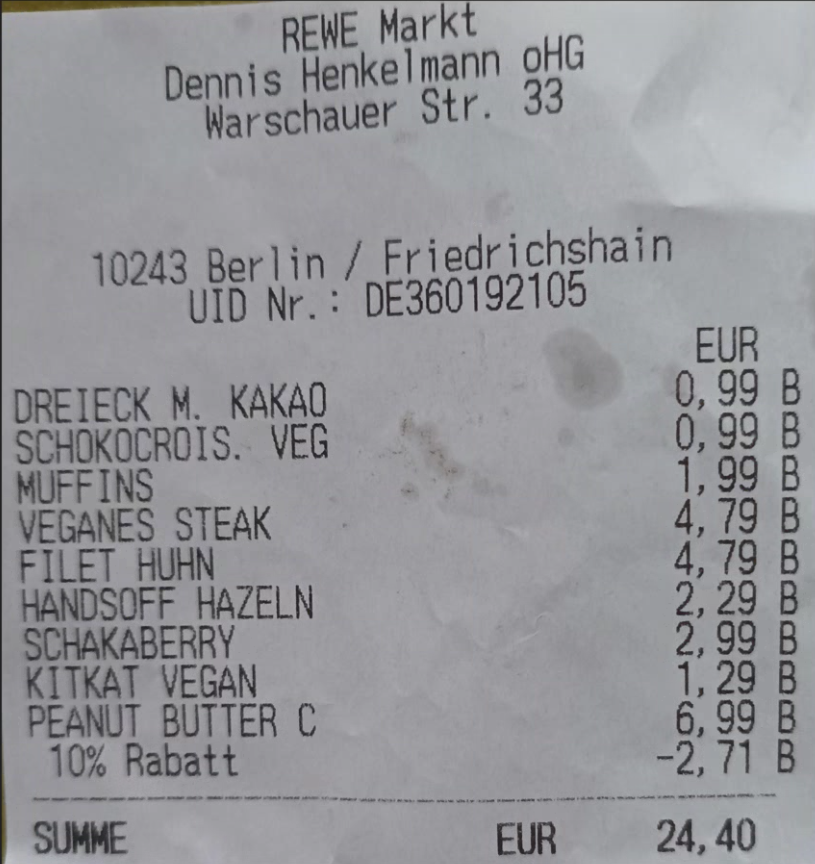 REWE Markt
Dennis Henkelmann oHG
Warschauer Str. 33
10243 Berlin / Friedrichshain
UID Nr.: DE360192105
EUR
DREIECK M. KAKAO 0,99 B
SCHOKOCROIS. VEG 0,99 B
MUFFINS 1,99 B
VEGANES STEAK 4,79 B
FILET HUHN 4,79 B
HANDSOFF HAZELN 2,29 B
SCHAKABERRY 2,99 B
KITKAT VEGAN 1,29 B
PEANUT BUTTER C 6,99 B
10% Rabatt -2,71 B
SUMME EUR 24,40